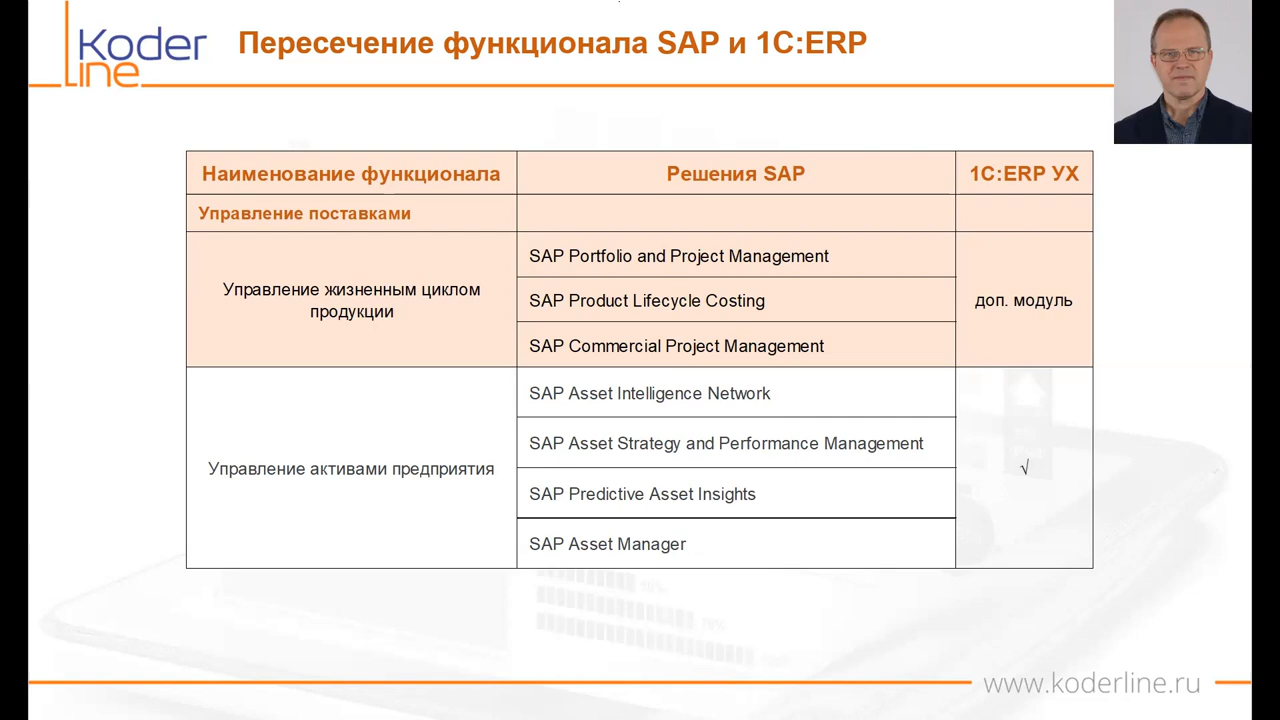 Koder
line
Пересечение функционала SAP и 1C:ERP
Наименование функционала
Решения SAP
1C:ERP УХ
Управление поставками
Управление жизненным циклом
продукции
SAP Portfolio and Project Management
SAP Product Lifecycle Costing
SAP Commercial Project Management
доп. модуль
Управление активами предприятия
SAP Asset Intelligence Network
SAP Asset Strategy and Performance Management
SAP Predictive Asset Insights
SAP Asset Manager
√
www.koderline.ru